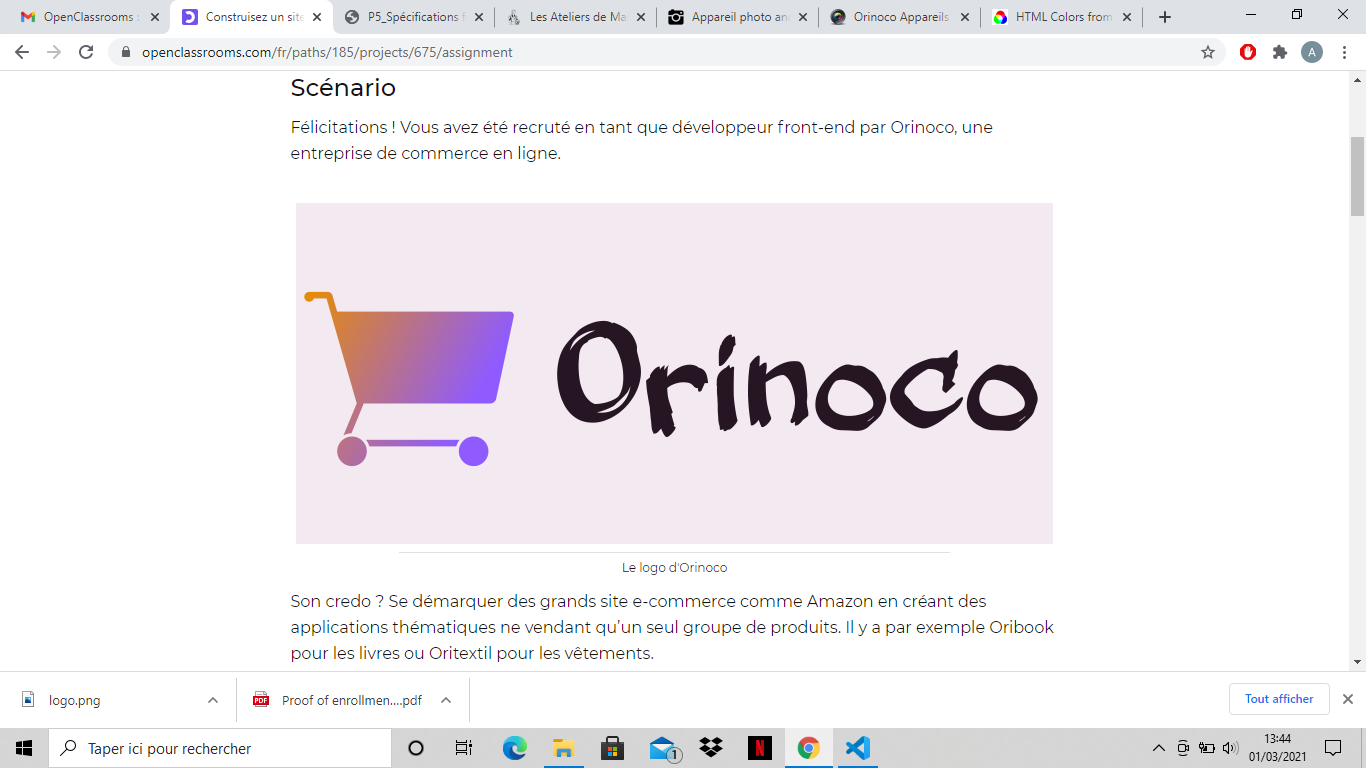 OpenClassrooms
Construisez un site
P5_Spécifications f
Les Ateliers de Ma
Appareil photo an
Orinoco Appareils
HTML Colors from
openclassrooms.com/fr/paths/185/projects/675/assignment
A
Scénario
Félicitations ! Vous avez été recruté en tant que développeur front-end par Orinoco, une
entreprise de commerce en ligne.
Orinoco
Le logo d'Orinoco
Son credo ? Se démarquer des grands site e-commerce comme Amazon en créant des
applications thématiques ne vendant qu’un seul groupe de produits. Il y a par exemple Oribook
pour les livres ou Oritextil pour les vêtements.
logo.png
PDF
Proof of enrollmen....pdf
Tout afficher
Taper ici pour rechercher
1
N
13:44
01/03/2021